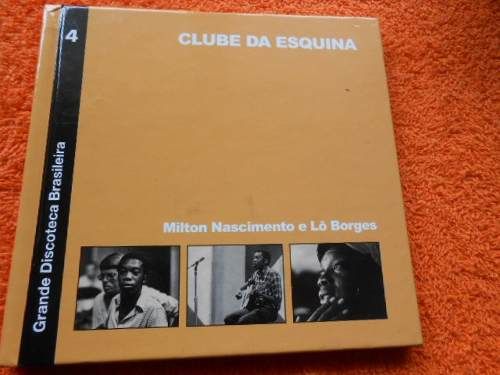 4
CLUBE DA ESQUINA
Grande Discoteca Brasileira
Milton Nascimento e Lô Borges